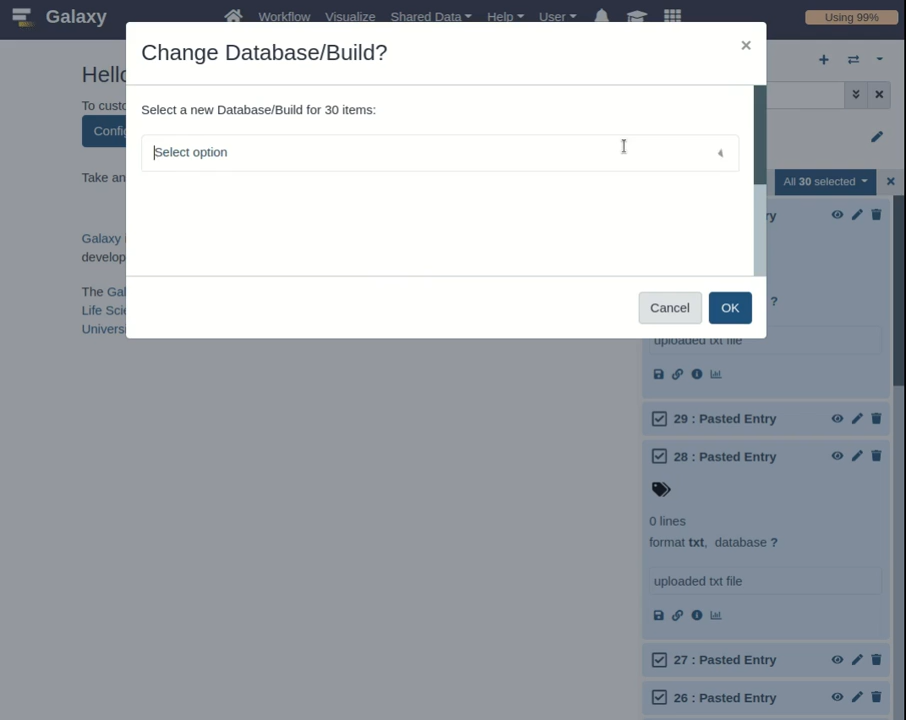 Galaxy
Workflow Visualize Shared Data Help User Using 99%
Change Database/Build?
×
Select a new Database/Build for 30 items:
Select option
Cancel OK
Hello
To custo
Config
Take an
Galaxy
develop
The Gal
Life Scie
Univers
All 30 selected
ry
?
uploaded txt file
29 : Pasted Entry
28 : Pasted Entry
0 lines
format txt, database ?
uploaded txt file
27 : Pasted Entry
26 : Pasted Entry